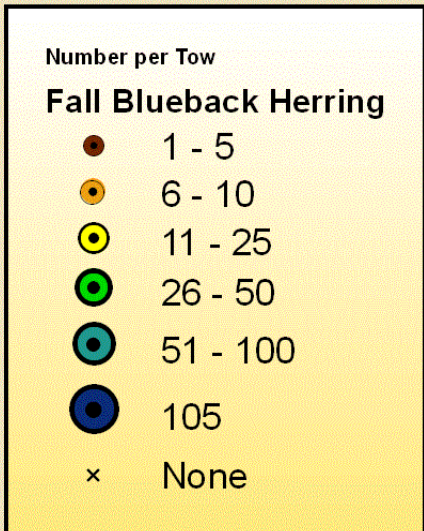 Number per Tow
Fall Blueback Herring
1 - 5
6 - 10
11 - 25
26 - 50
51 - 100
105
None